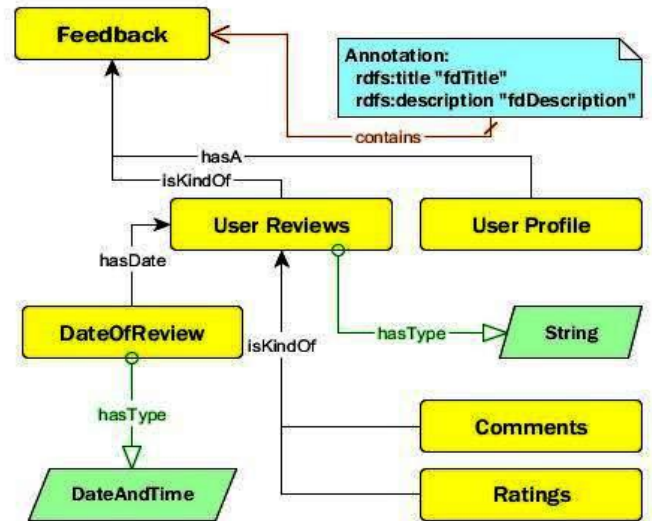 Feedback
Annotation:
rdfs:title "fdTitle"
rdfs:description "fdDescription"
contains
hasA
isKindOf
User Reviews
User Profile
hasDate
DateOfReview
hasType
String
isKindOf
hasType
Comments
DateAndTime
Ratings